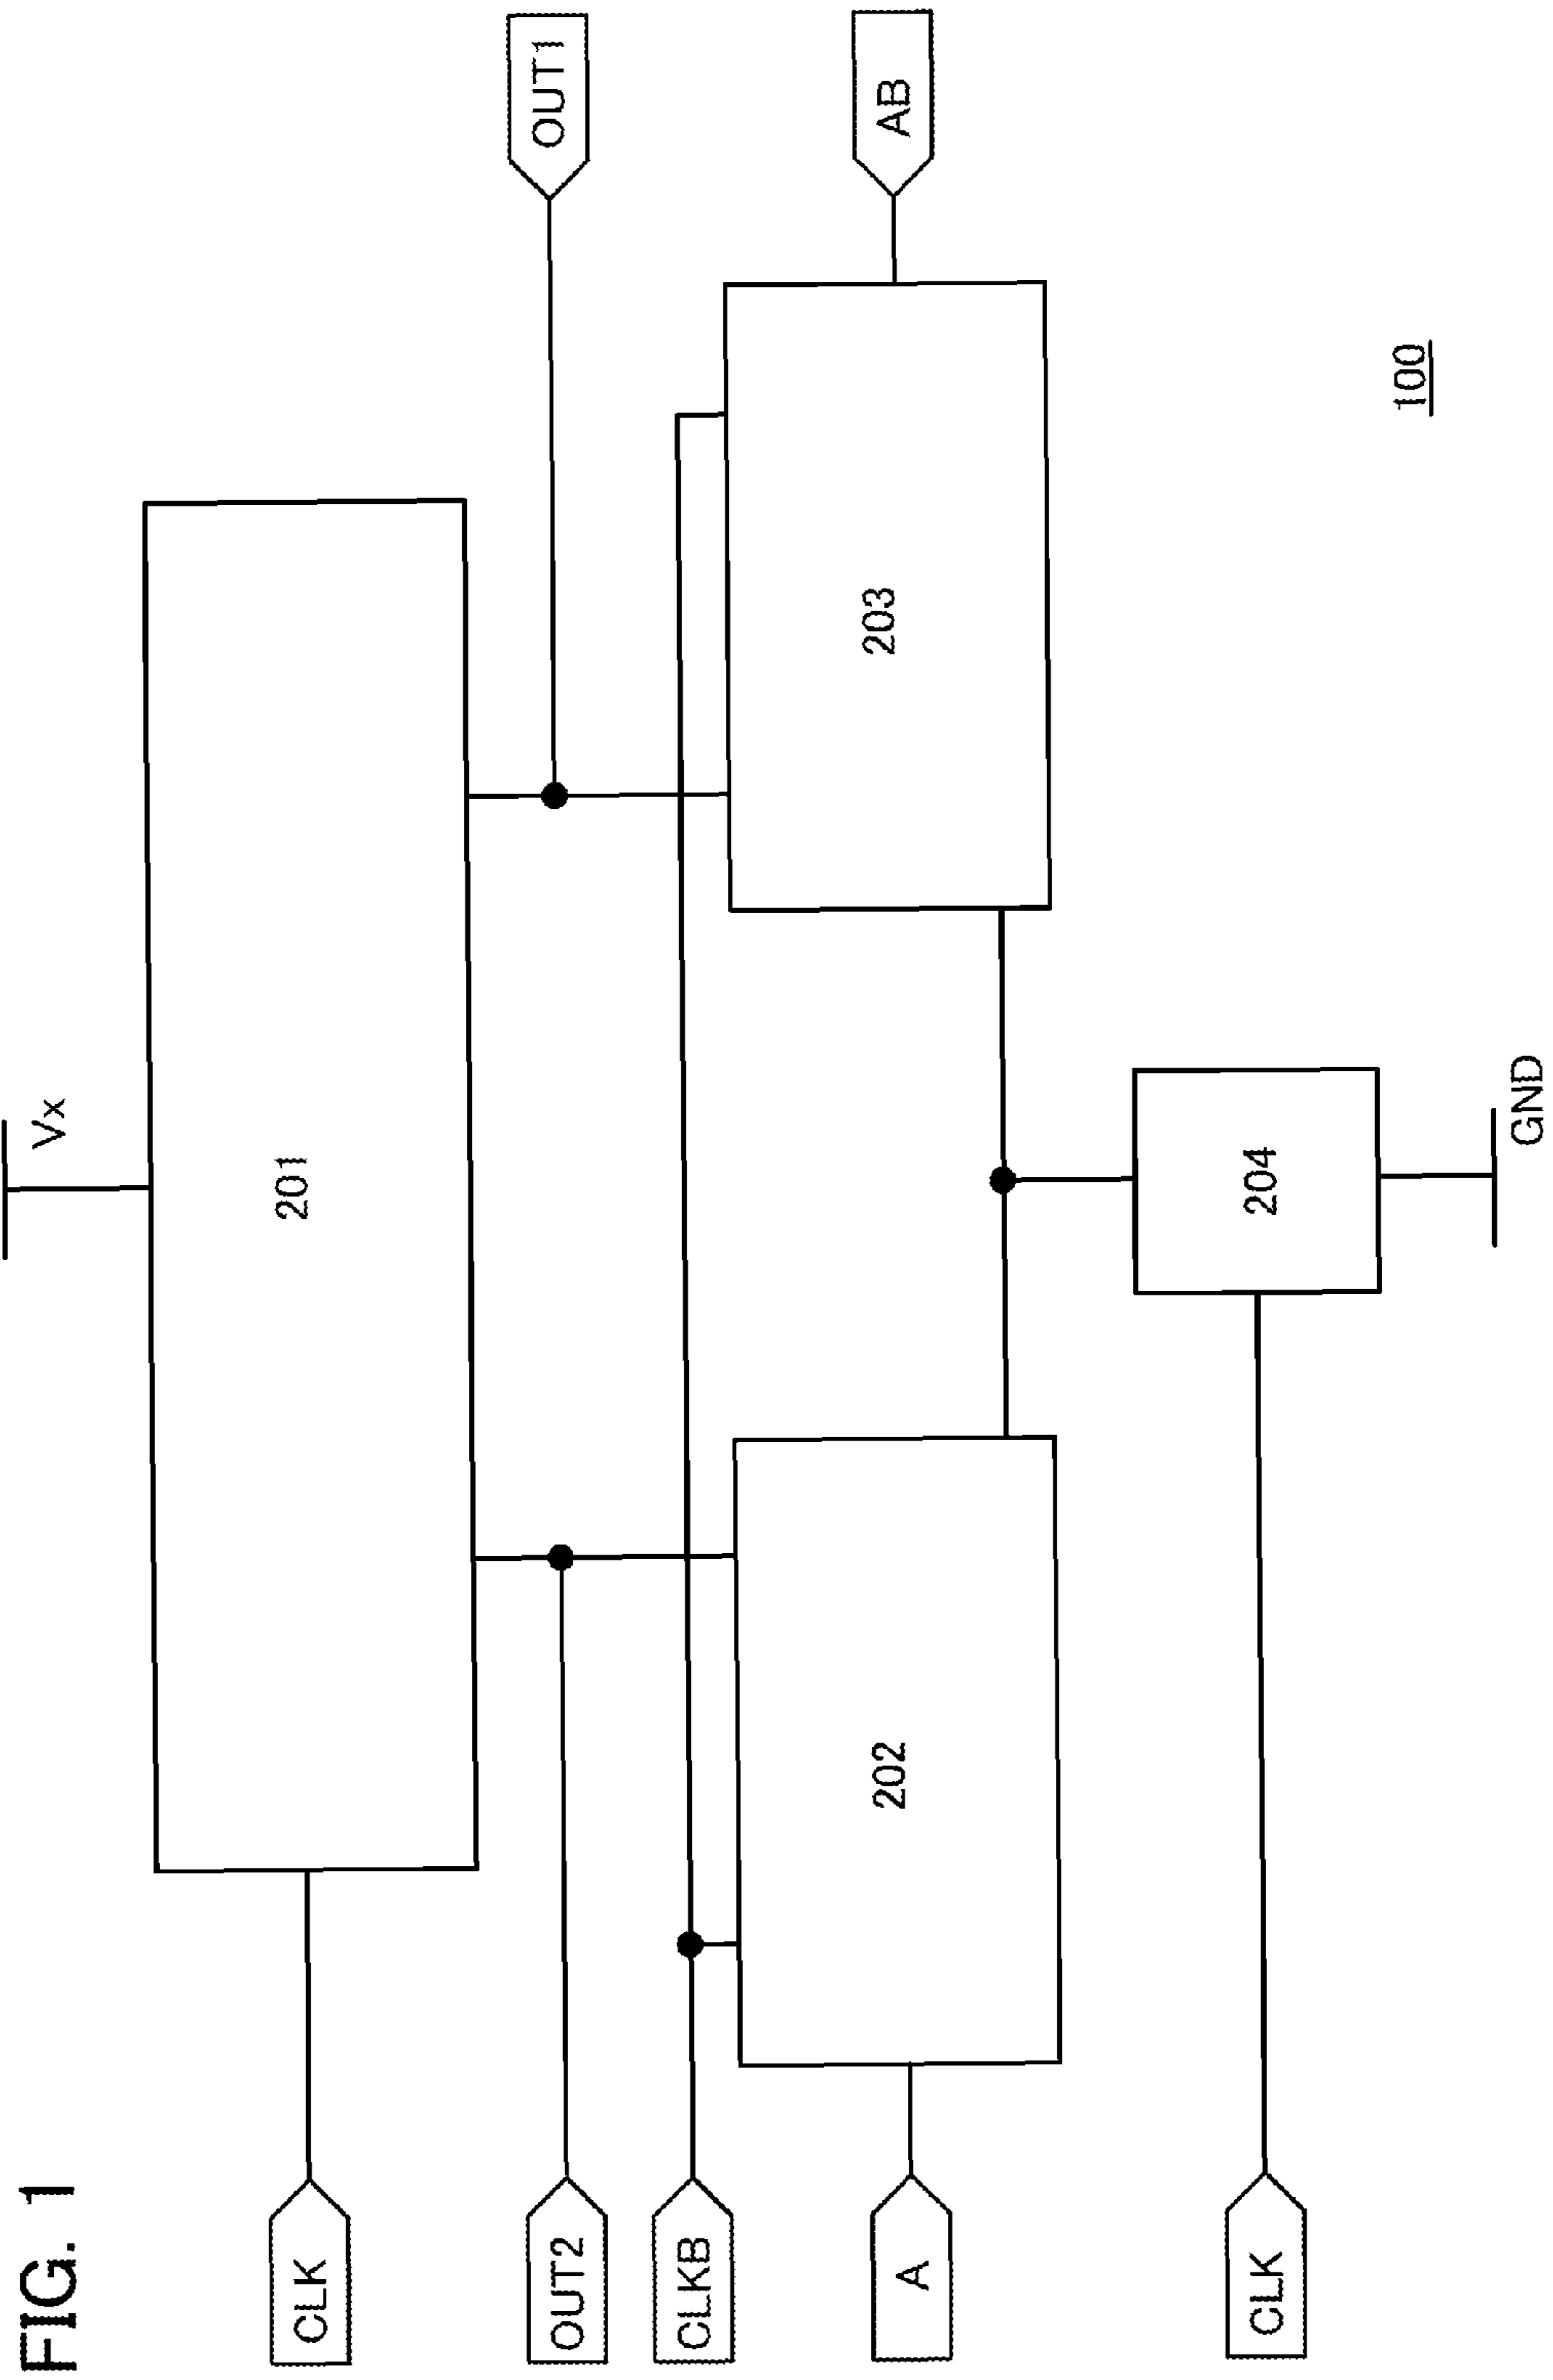 FIG. 1
Vx
CLK
201
OUT2
OUT1
CLKB
A
202
203
AB
CLK
204
GND
100